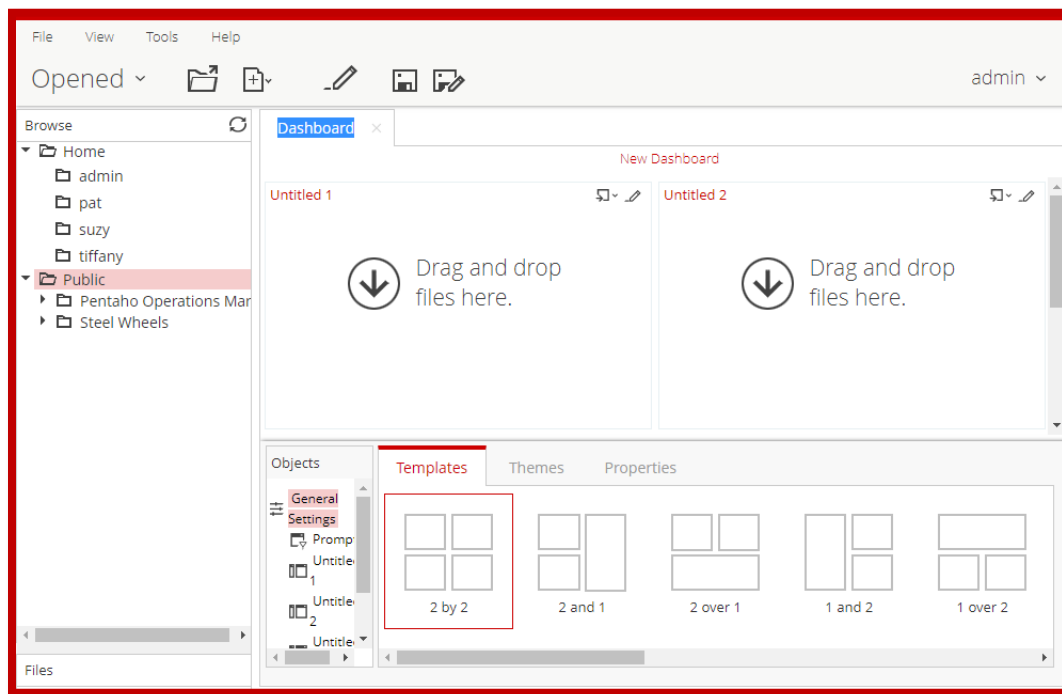 File View Tools Help
Opened admin
Browse
Home
admin
pat
suzy
tiffany
Public
Pentaho Operations Mar
Steel Wheels
Files
Dashboard
New Dashboard
Untitled 1
Drag and drop
files here.
Untitled 2
Drag and drop
files here.
Objects
General
Settings
Promp
Untitle
1
Untitle
2
Untitle
Templates Themes Properties
2 by 2
2 and 1
2 over 1
1 and 2
1 over 2